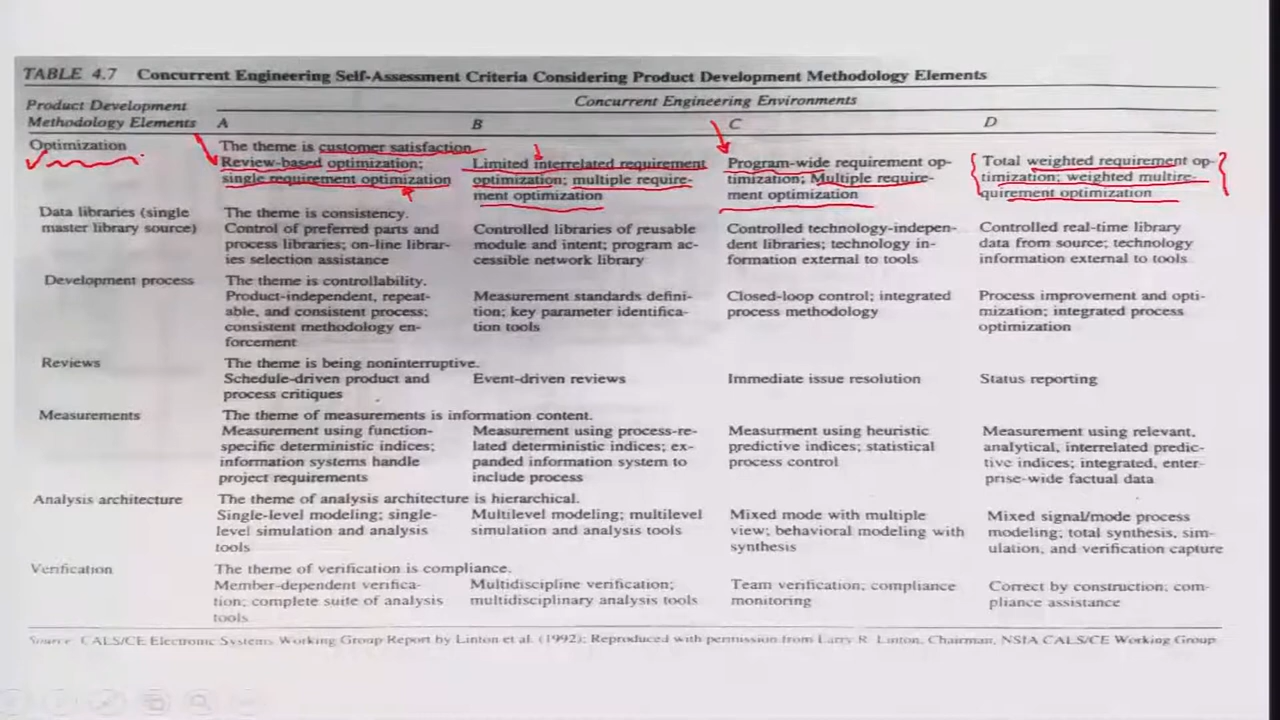 TABLE 4.7 Concurrent Engineering Self-Assessment Criteria Considering Product Development Methodology Elements
Product Development Methodology Elements
Concurrent Engineering Environments
A B C D
Optimization
The theme is customer satisfaction
Review-based optimization;
single requirement optimization
Limited interrelated requirement
optimization; multiple require-
ment optimization
Program-wide requirement op-
timization; Multiple require-
ment optimization
Total weighted requirement op-
timization; weighted multire-
quirement optimization
Data libraries (single
master library source)
The theme is consistency.
Control of preferred parts and
process libraries; on-line librar-
ies selection assistance
Controlled libraries of reusable
module and intent; program ac-
cessible network library
Controlled technology-indepen-
dent libraries; technology in-
formation external to tools
Controlled real-time library
data from source; technology
information external to tools
Development process
The theme is controllability.
Product-independent, repeat-
able, and consistent process;
consistent methodology en-
forcement
Measurement standards defini-
tion; key parameter identifica-
tion tools
Closed-loop control; integrated
process methodology
Process improvement and opti-
mization; integrated process
optimization
Reviews
The theme is being noninterruptive.
Schedule-driven product and
process critiques
Event-driven reviews
Immediate issue resolution
Status reporting
Measurements
The theme of measurements is information content.
Measurement using function-
specific deterministic indices;
information systems handle
project requirements
Measurement using process-re-
lated deterministic indices; ex-
panded information system to
include process
Measurment using heuristic
predictive indices; statistical
process control
Measurement using relevant,
analytical, interrelated predic-
tive indices; integrated, enter-
prise-wide factual data
Analysis architecture
The theme of analysis architecture is hierarchical.
Single-level modeling; single-
level simulation and analysis
tools
Multilevel modeling; multilevel
simulation and analysis tools
Mixed mode with multiple
view; behavioral modeling with
synthesis
Mixed signal/mode process
modeling; total synthesis, sim-
ulation, and verification capture
Verification
The theme of verification is compliance.
Member-dependent verifica-
tion; complete suite of analysis
tools
Multidiscipline verification;
multidisciplinary analysis tools
Team verification, compliance
monitoring
Correct by construction, com-
pliance assistance
Source: CALS/CE Electronic Systems Working Group Report by Linton et al. (1992); Reproduced with permission from Larry R. Linton, Chairman, NSIA CALS/CE Working Group